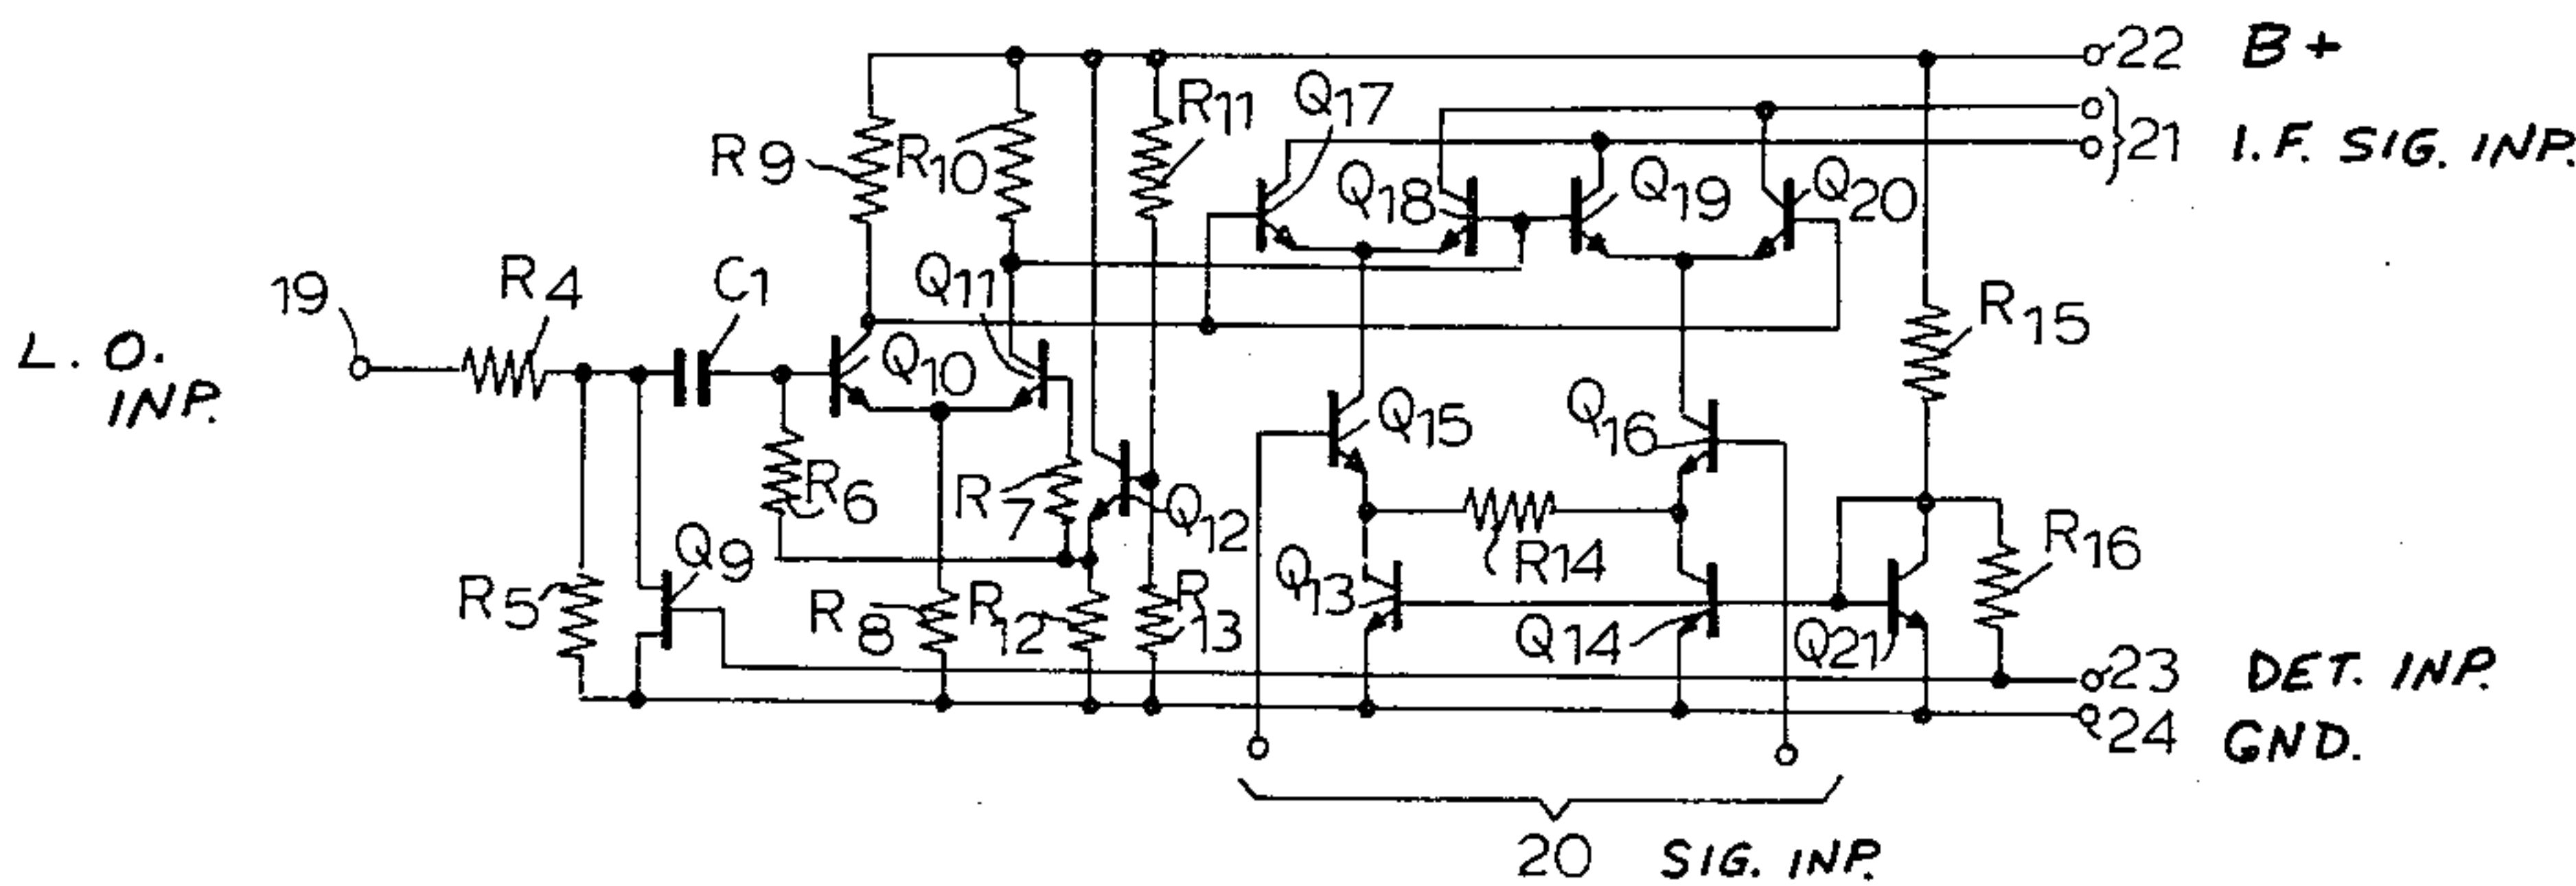 22 B+
21 I.F. SIG. INP.
Q17
R11
R9
R10
Q18
Q19
Q20
19
R4
C1
Q11
R15
L. O.
INP.
Q10
Q15
Q16
R6
R7
Q12
R14
R16
R5
Q9
R8
R12
R13
Q13
Q14
Q21
23 DET. INP.
24 GND.
20 SIG. INP.